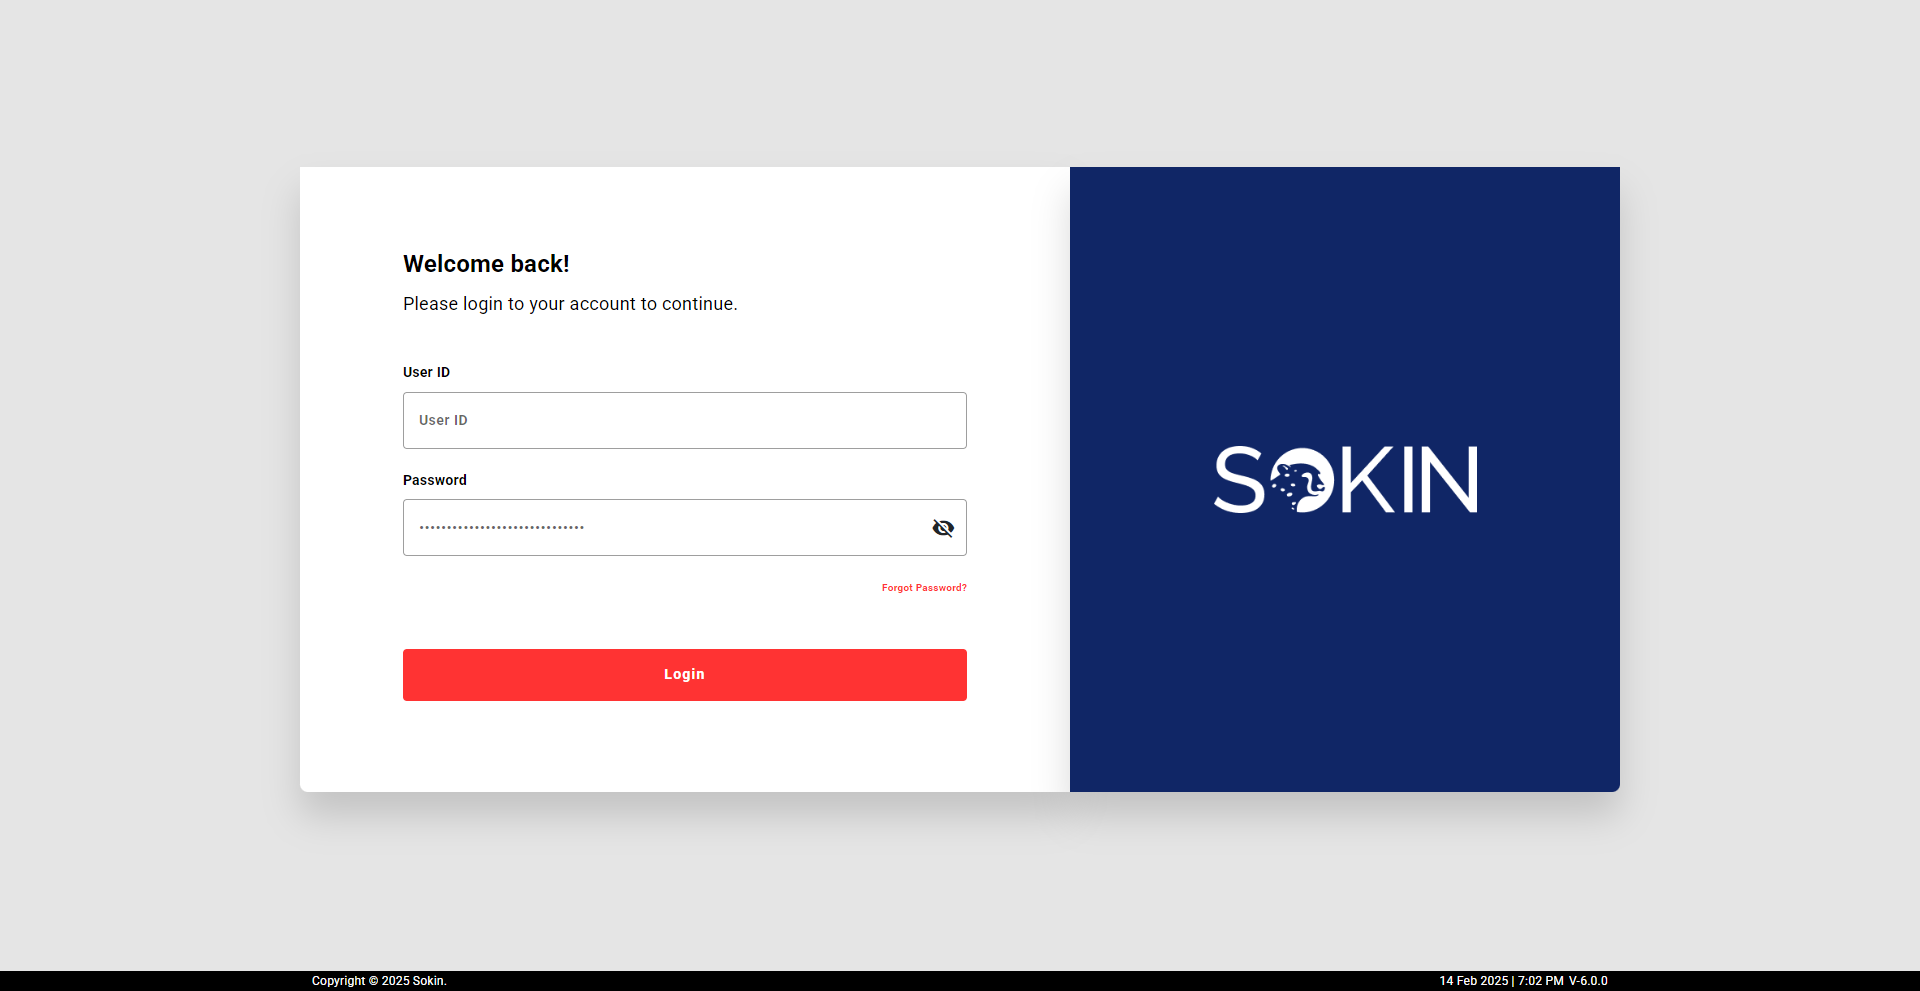 Welcome back!
Please login to your account to continue.
User ID
User ID
Password
Forgot Password?
Login
SOKIN
Copyright © 2025 Sokin.
14 Feb 2025 | 7:02 PM V-6.0.0